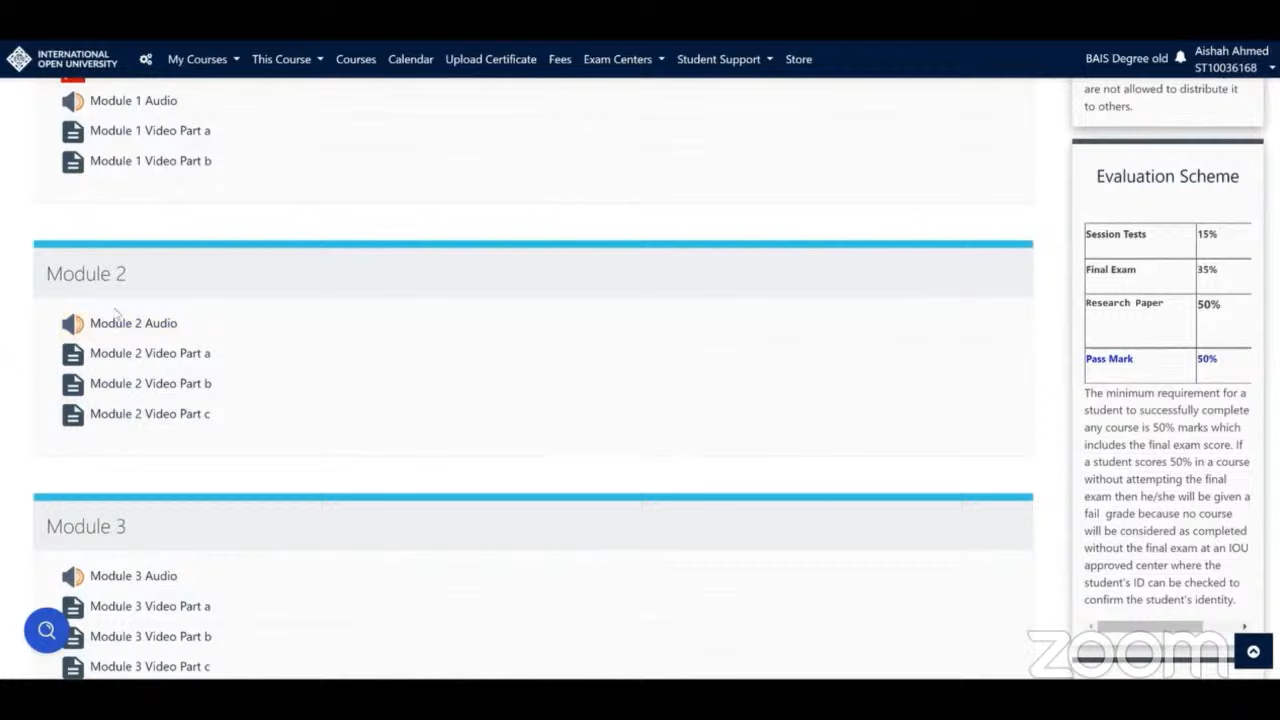 INTERNATIONAL
OPEN UNIVERSITY
My Courses This Course Courses Calendar Upload Certificate Fees Exam Centers Student Support Store
BAIS Degree old
Aishah Ahmed
ST10036168
Module 1 Audio
Module 1 Video Part a
Module 1 Video Part b
Module 2
Module 2 Audio
Module 2 Video Part a
Module 2 Video Part b
Module 2 Video Part c
Module 3
Module 3 Audio
Module 3 Video Part a
Module 3 Video Part b
Module 3 Video Part c
are not allowed to distribute it
to others.
Evaluation Scheme
Session Tests 15%
Final Exam 35%
Research Paper 50%
Pass Mark 50%
The minimum requirement for a
student to successfully complete
any course is 50% marks which
includes the final exam score. If
a student scores 50% in a course
without attempting the final
exam then he/she will be given a
fail grade because no course
will be considered as completed
without the final exam at an IOU
approved center where the
student's ID can be checked to
confirm the student's identity.
zoom